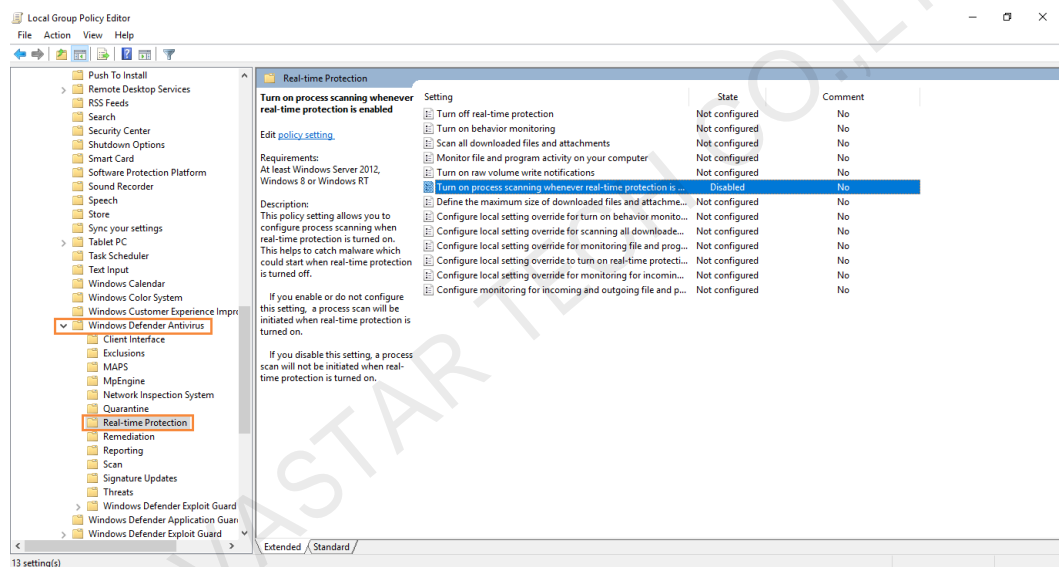 Local Group Policy Editor
File Action View Help
Push To Install
Remote Desktop Services
RSS Feeds
Search
Security Center
Shutdown Options
Smart Card
Software Protection Platform
Sound Recorder
Speech
Store
Sync your settings
Tablet PC
Task Scheduler
Text Input
Windows Calendar
Windows Color System
Windows Customer Experience Impro
Windows Defender Antivirus
Client Interface
Exclusions
MAPS
MpEngine
Network Inspection System
Quarantine
Real-time Protection
Remediation
Reporting
Scan
Signature Updates
Threats
Windows Defender Exploit Guard
Windows Defender Application Guar
Windows Defender Exploit Guard
Real-time Protection
Turn on process scanning whenever
real-time protection is enabled
Edit policy setting
Requirements:
At least Windows Server 2012,
Windows 8 or Windows RT
Description:
This policy setting allows you to
configure process scanning when
real-time protection is turned on.
This helps to catch malware which
could start when real-time protection
is turned off.
If you enable or do not configure
this setting, a process scan will be
initiated when real-time protection is
turned on.
If you disable this setting, a process
scan will not be initiated when real-
time protection is turned on.
Setting State Comment
Turn off real-time protection Not configured No
Turn on behavior monitoring Not configured No
Scan all downloaded files and attachments Not configured No
Monitor file and program activity on your computer Not configured No
Turn on raw volume write notifications Not configured No
Turn on process scanning whenever real-time protection is ... Disabled No
Define the maximum size of downloaded files and attachme... Not configured No
Configure local setting override for turn on behavior monito... Not configured No
Configure local setting override for scanning all downloade... Not configured No
Configure local setting override for monitoring file and prog... Not configured No
Configure local setting override to turn on real-time protecti... Not configured No
Configure local setting override for monitoring for incomin... Not configured No
Configure monitoring for incoming and outgoing file and p... Not configured No
Extended Standard
13 setting(s)
VASTAR TECH CO.,LT